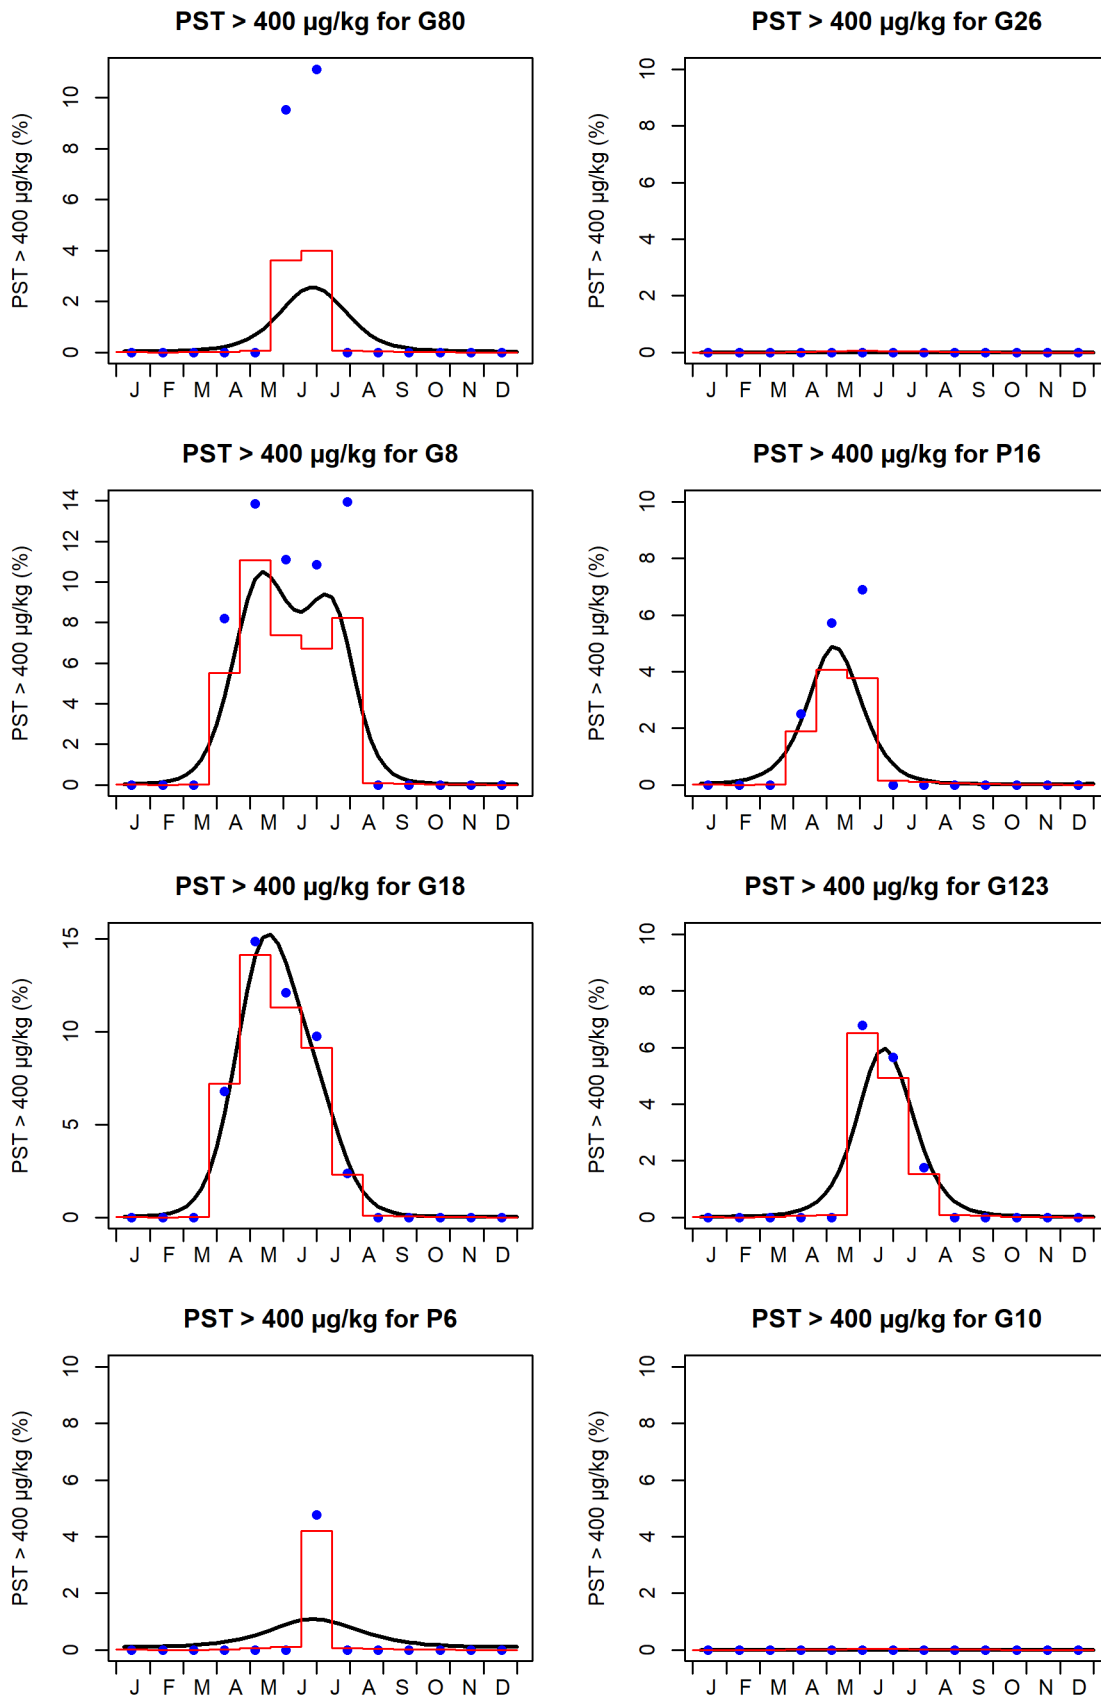 PST > 400 µg/kg for G80
PST > 400 µg/kg (%)
10
8
6
4
2
0
J F M A M J J A S O N D
PST > 400 µg/kg for G26
PST > 400 µg/kg (%)
10
8
6
4
2
0
J F M A M J J A S O N D
PST > 400 µg/kg for G8
PST > 400 µg/kg (%)
14
12
10
8
6
4
2
0
J F M A M J J A S O N D
PST > 400 µg/kg for P16
PST > 400 µg/kg (%)
10
8
6
4
2
0
J F M A M J J A S O N D
PST > 400 µg/kg for G18
PST > 400 µg/kg (%)
15
10
5
0
J F M A M J J A S O N D
PST > 400 µg/kg for G123
PST > 400 µg/kg (%)
10
8
6
4
2
0
J F M A M J J A S O N D
PST > 400 µg/kg for P6
PST > 400 µg/kg (%)
10
8
6
4
2
0
J F M A M J J A S O N D
PST > 400 µg/kg for G10
PST > 400 µg/kg (%)
10
8
6
4
2
0
J F M A M J J A S O N D